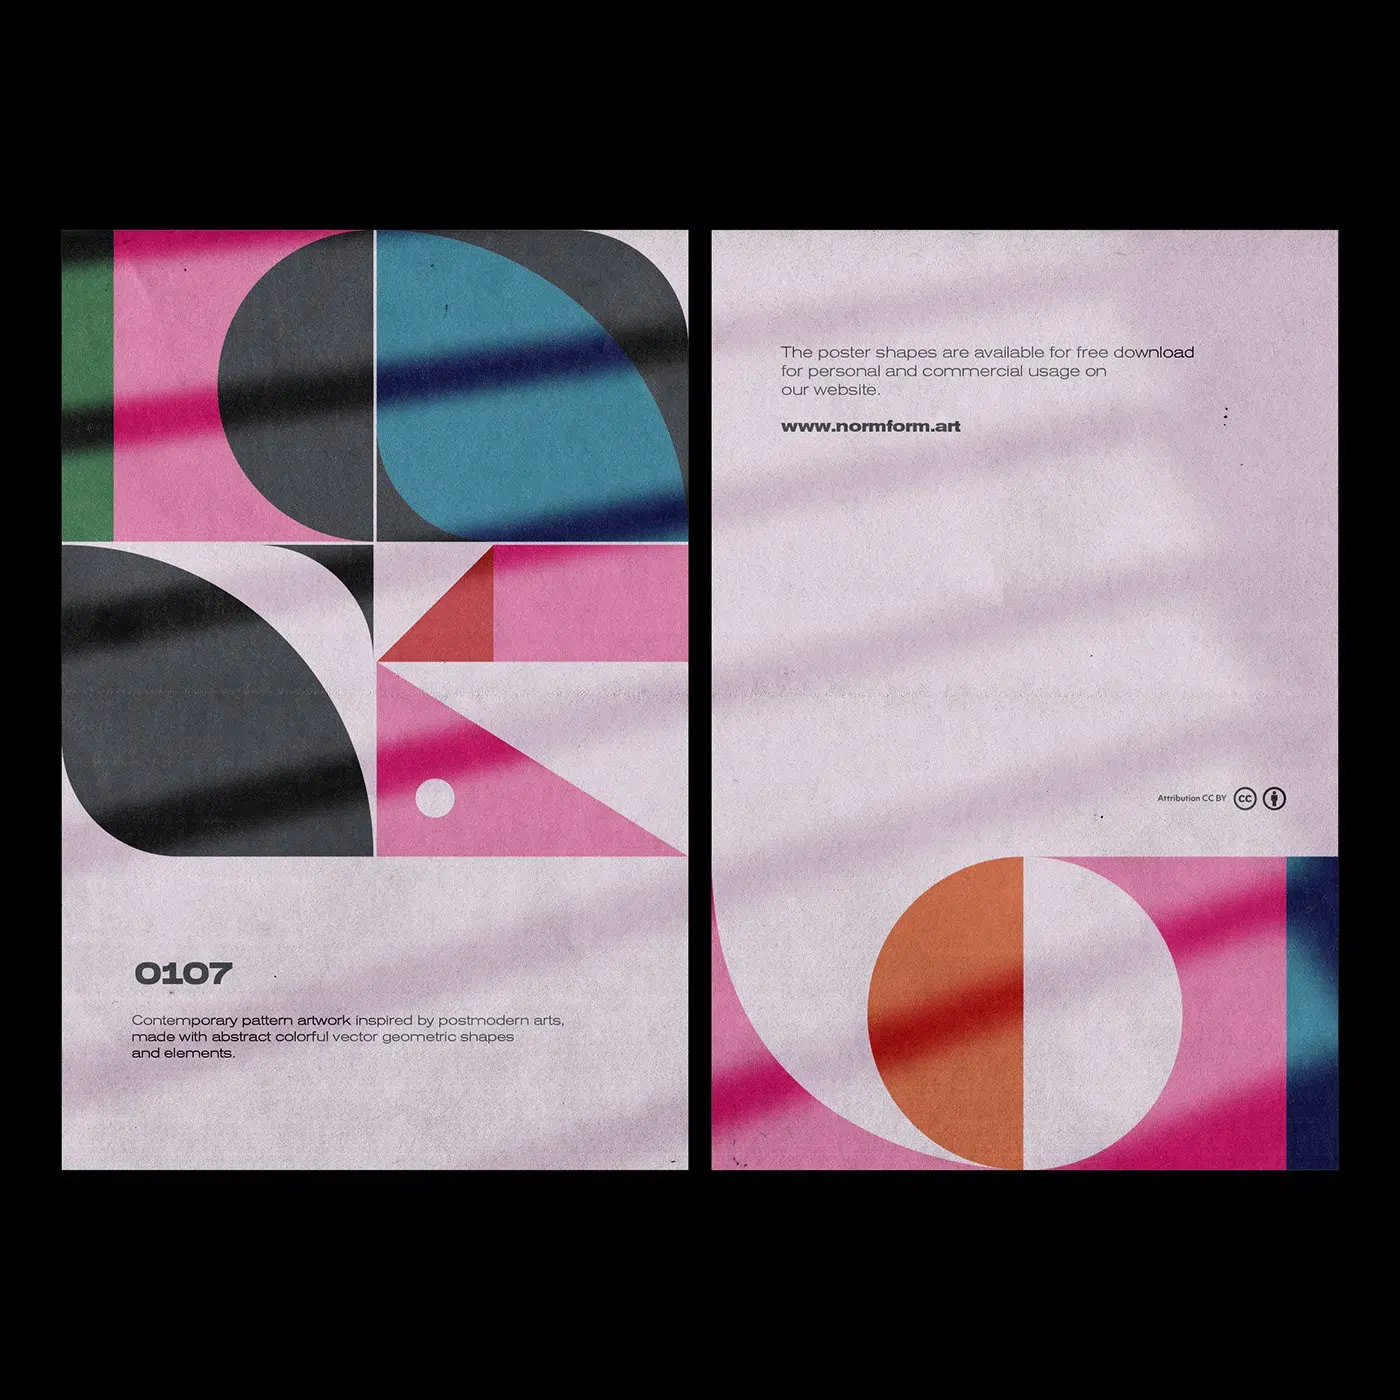 0107
Contemporary pattern artwork inspired by postmodern arts,
made with abstract colorful vector geometric shapes
and elements.
The poster shapes are available for free download
for personal and commercial usage on
our website.
www.normform.art
Attribution CC BY
CC